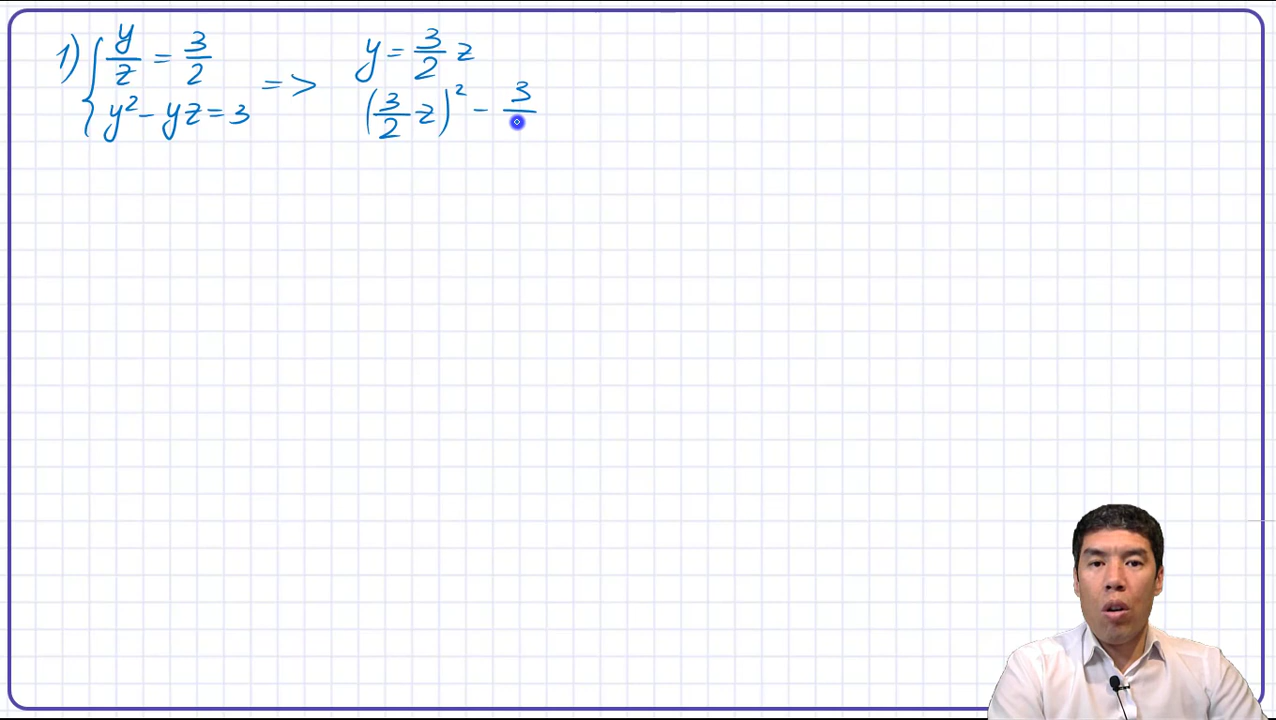 1) { y/z = 3/2 => y = 3/2 z
y² - yz = 3 (3/2 z)² - 3/